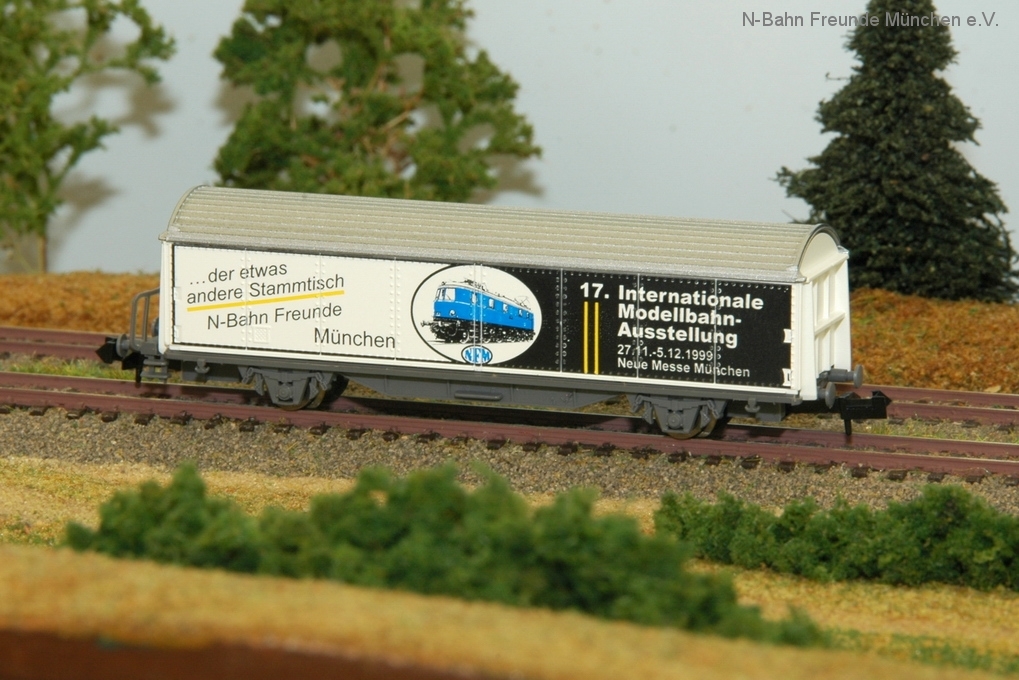 N-Bahn Freunde München e.V.
...der etwas
andere Stammtisch
N-Bahn Freunde
München
NFM
17. Internationale
Modellbahn-
Ausstellung
27.11.-5.12.1999
Neue Messe München